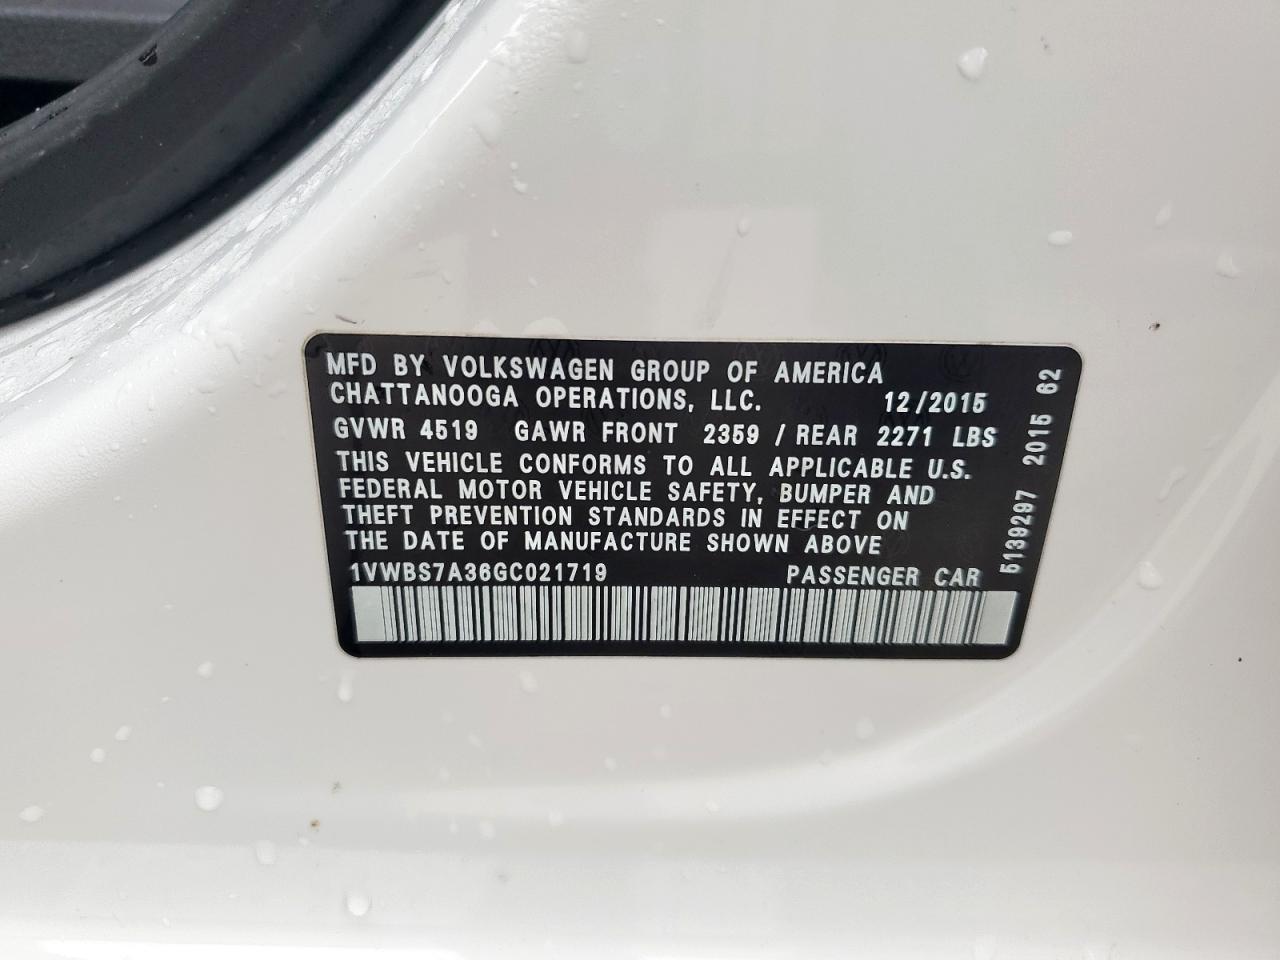 MFD BY VOLKSWAGEN GROUP OF AMERICA
CHATTANOOGA OPERATIONS, LLC. 12/2015
GVWR 4519 GAWR FRONT 2359 / REAR 2271 LBS
THIS VEHICLE CONFORMS TO ALL APPLICABLE U.S.
FEDERAL MOTOR VEHICLE SAFETY, BUMPER AND
THEFT PREVENTION STANDARDS IN EFFECT ON
THE DATE OF MANUFACTURE SHOWN ABOVE
1VWBS7A36GC021719 PASSENGER CAR
5139297 2015 62